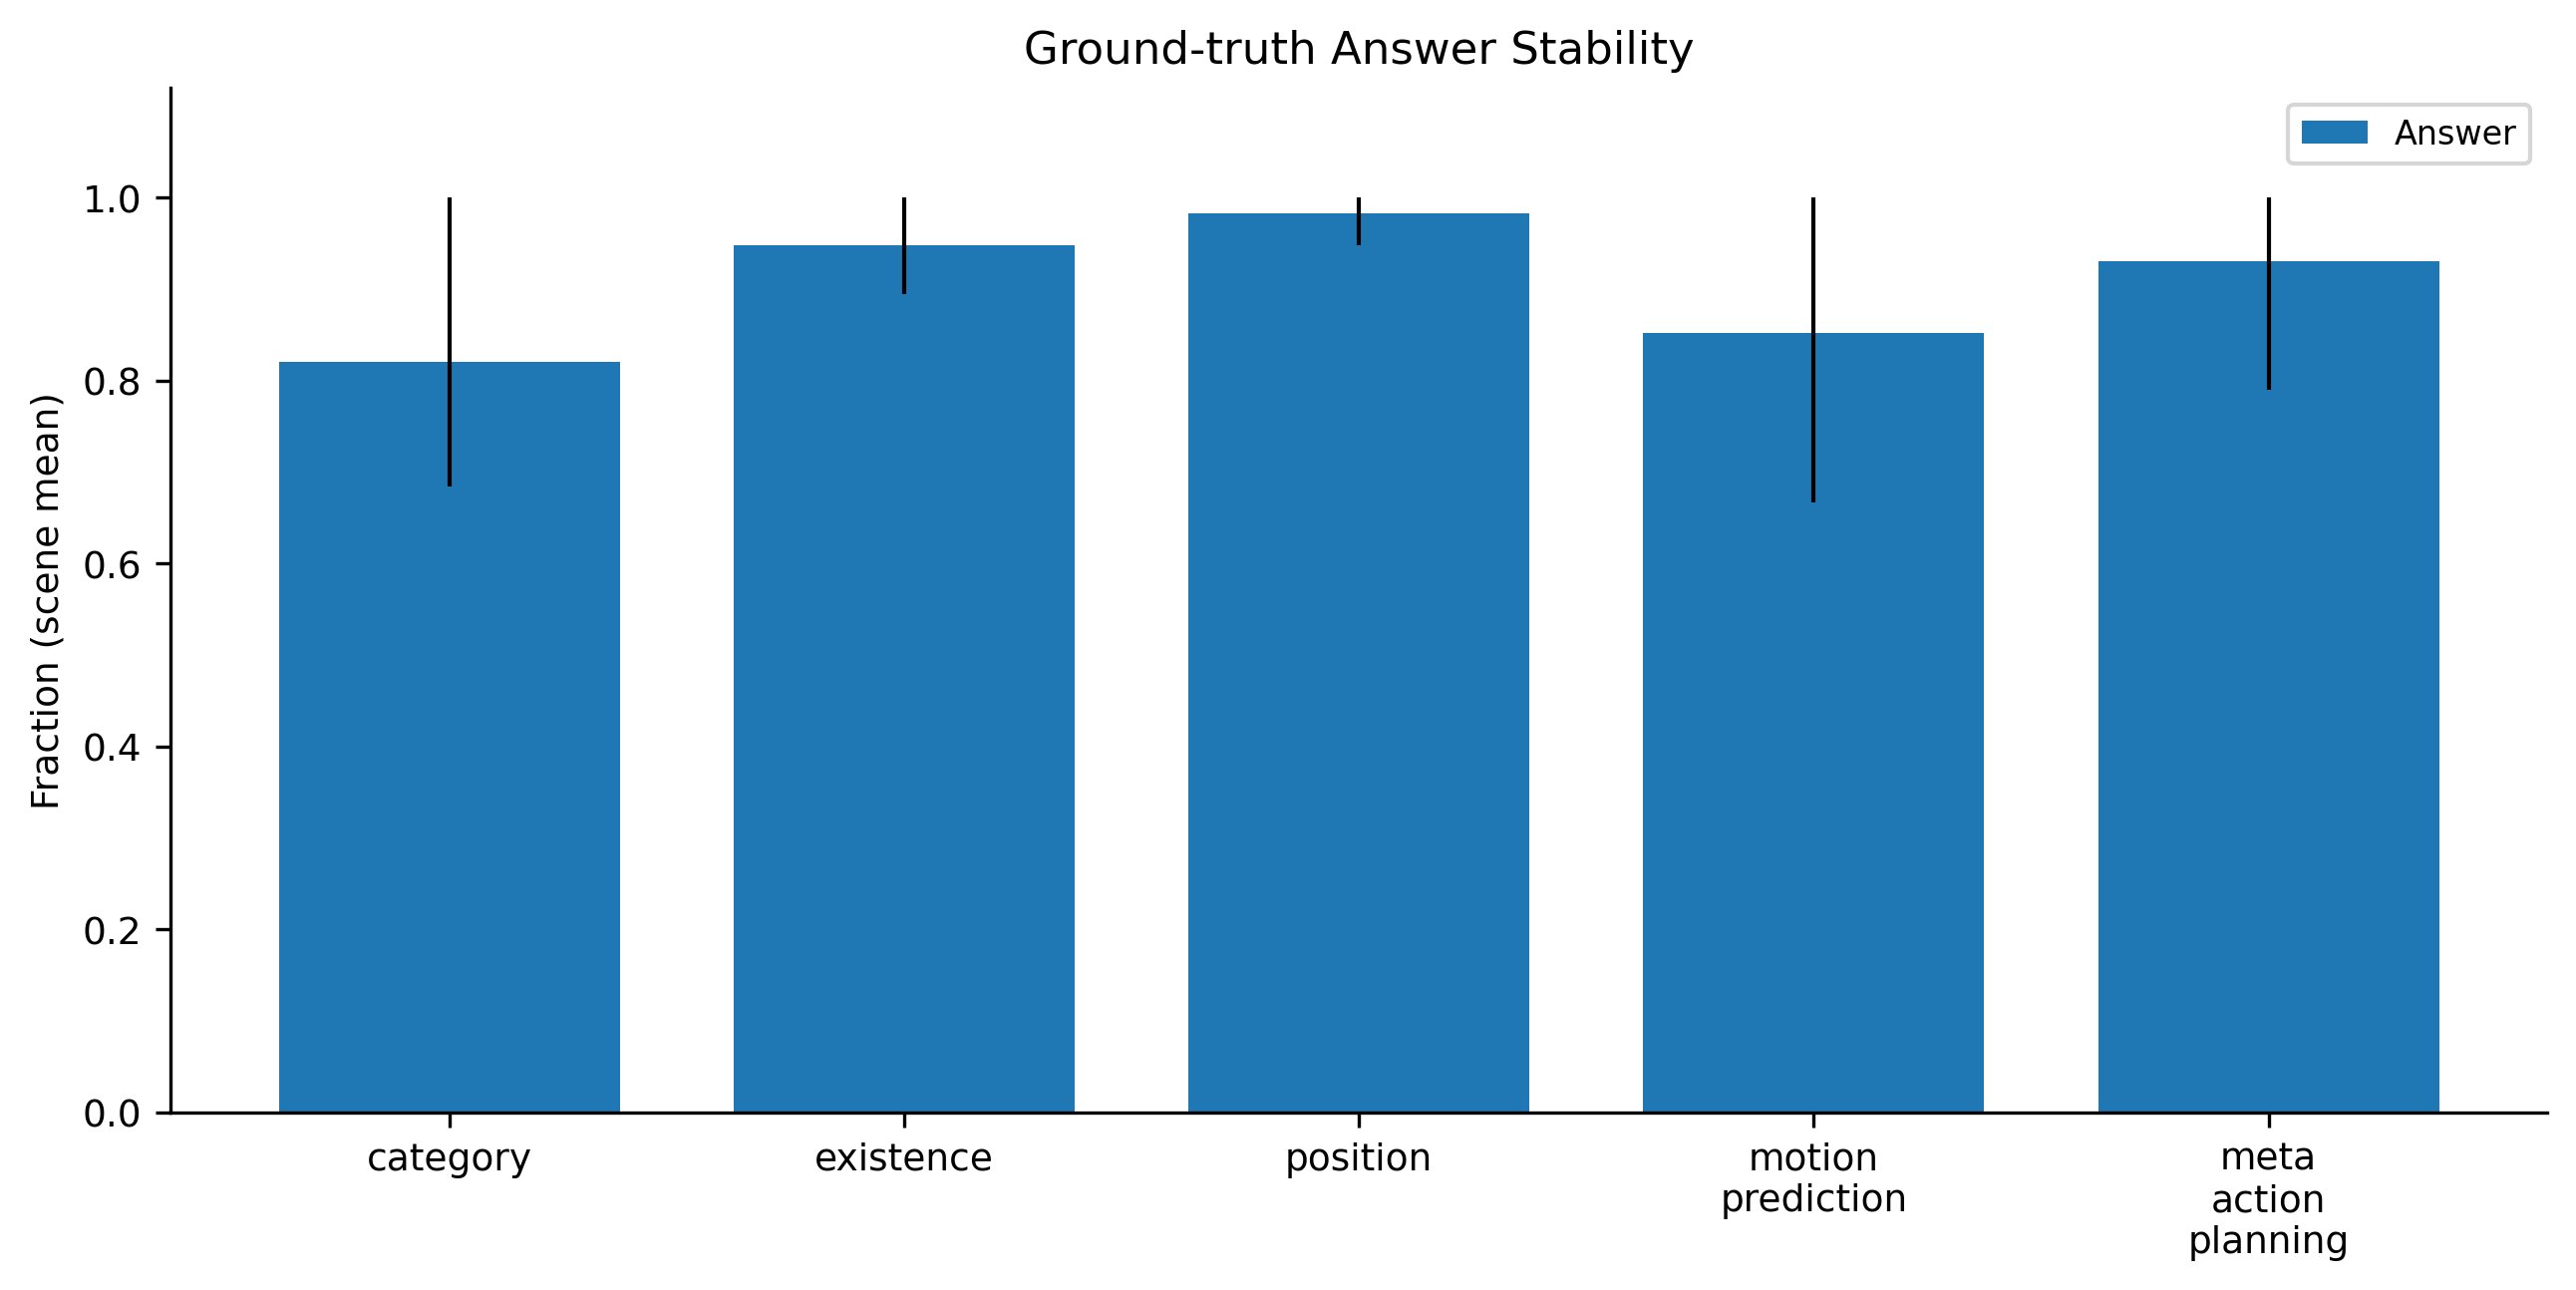 Ground-truth Answer Stability
Answer
Fraction (scene mean)
1.0
0.8
0.6
0.4
0.2
0.0
category
existence
position
motion
prediction
meta
action
planning